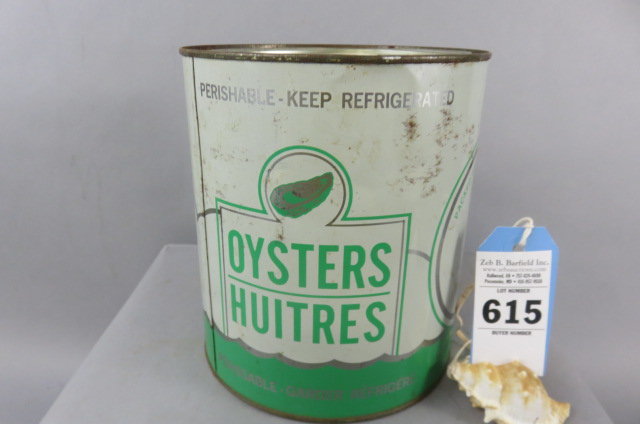 PERISHABLE - KEEP REFRIGERATED
OYSTERS
HUITRES
Zeb B. Barfield Inc.
LOT NUMBER
615
BUYER NUMBER